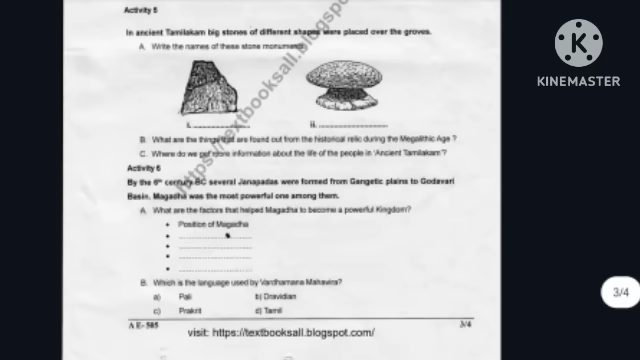 Activity 5
In ancient Tamilakam big stones of different shapes were placed over the groves.
A. Write the names of these stone monuments
i. ........................ ii. ............................
B. What are the things that are found out from the historical relic during the Megalithic Age ?
C. Where do we get more information about the life of the people in 'Ancient Tamilakam'?
Activity 6
By the 6th century BC several Janapadas were formed from Gangetic plains to Godavari
Basin. Magadha was the most powerful one among them.
A. What are the factors that helped Magadha to become a powerful Kingdom?
• Position of Magadha
• ..............................
• ..............................
• ..............................
• ..............................
B. Which is the language used by Vardhamana Mahavira?
a) Pali b) Dravidian
c) Prakrit d) Tamil
A E- 505 3/4
visit: https://textbooksall.blogspot.com/
https://textbooksall.blogspot.
KINEMASTER
3/4